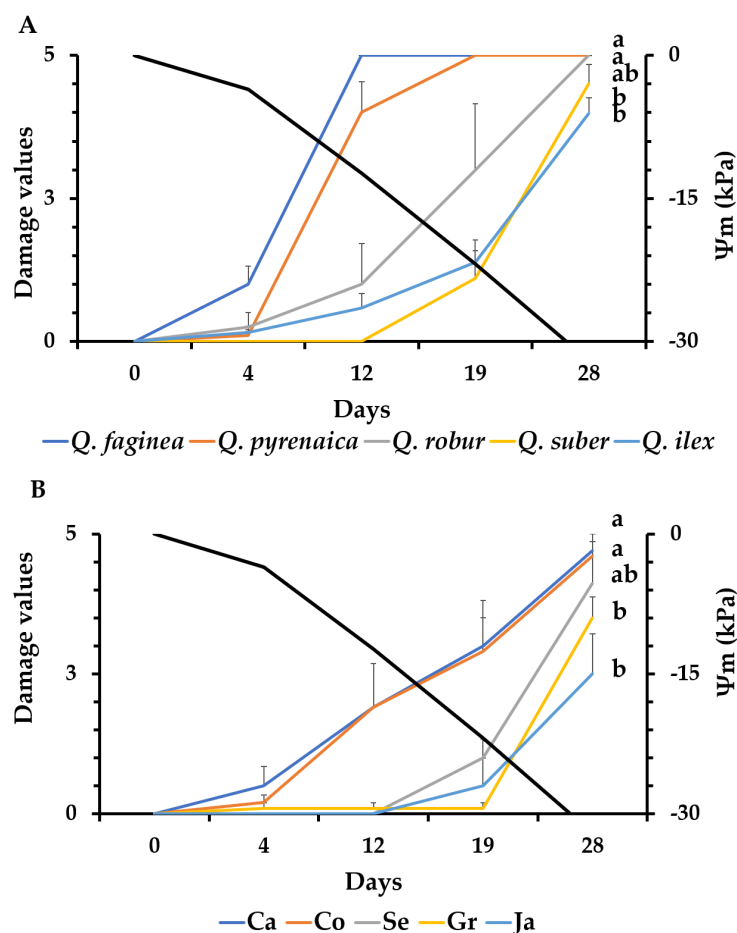 A
5
3
0
Damage values
0
-15
-30
Ψm (kPa)
a
a
ab
b
b
0 4 12 19 28
Days
Q. faginea Q. pyrenaica Q. robur Q. suber Q. ilex
B
5
3
0
Damage values
0
-15
-30
Ψm (kPa)
a
a
ab
b
b
0 4 12 19 28
Days
Ca Co Se Gr Ja